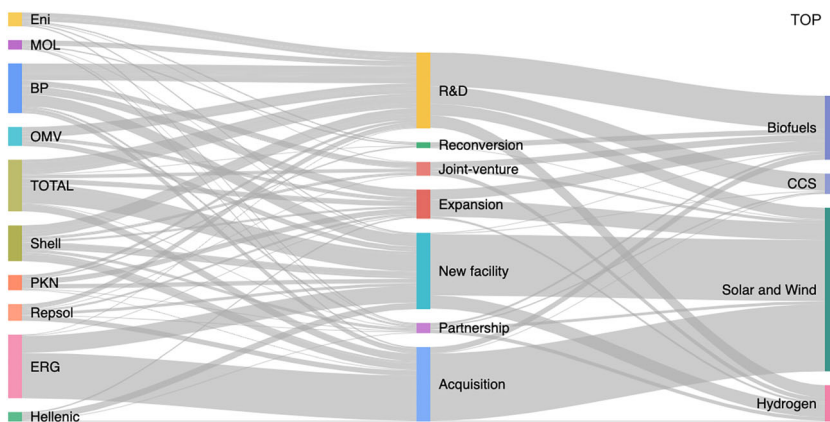 TOP
Eni
MOL
BP
OMV
TOTAL
Shell
PKN
Repsol
ERG
Hellenic
R&D
Reconversion
Joint-venture
Expansion
New facility
Partnership
Acquisition
Biofuels
CCS
Solar and Wind
Hydrogen